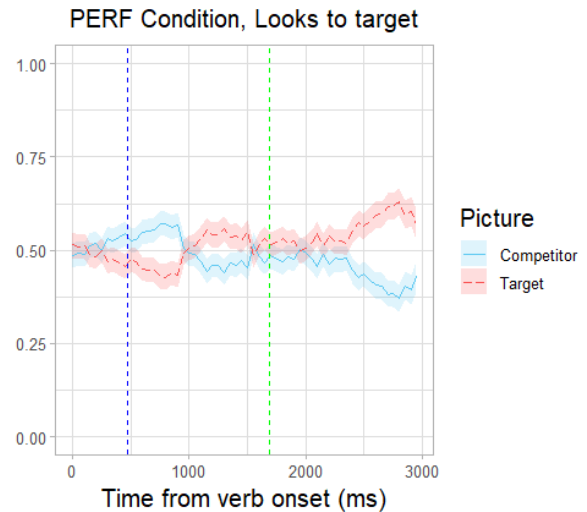 PERF Condition, Looks to target
1.00
0.75
0.50
0.25
0.00
0
1000
2000
3000
Time from verb onset (ms)
Picture
Competitor
Target